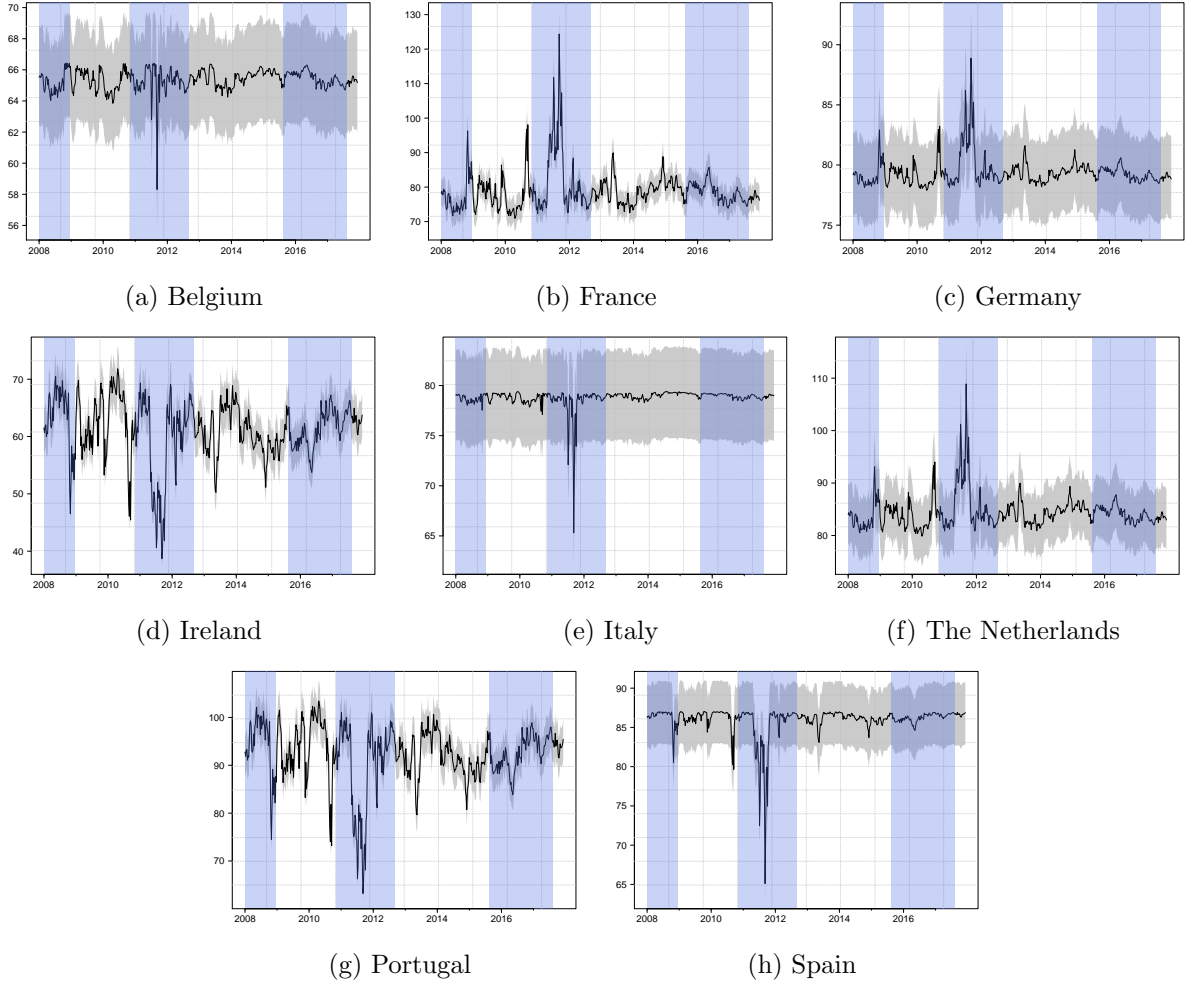 70
68
66
64
62
60
58
56
2008 2010 2012 2014 2016
(a) Belgium
130
120
110
100
90
80
70
2008 2010 2012 2014 2016
(b) France
90
85
80
75
2008 2010 2012 2014 2016
(c) Germany
70
60
50
40
2008 2010 2012 2014 2016
(d) Ireland
80
75
70
65
2008 2010 2012 2014 2016
(e) Italy
110
100
90
80
2008 2010 2012 2014 2016
(f) The Netherlands
100
90
80
70
2008 2010 2012 2014 2016
(g) Portugal
90
85
80
75
70
65
2008 2010 2012 2014 2016
(h) Spain